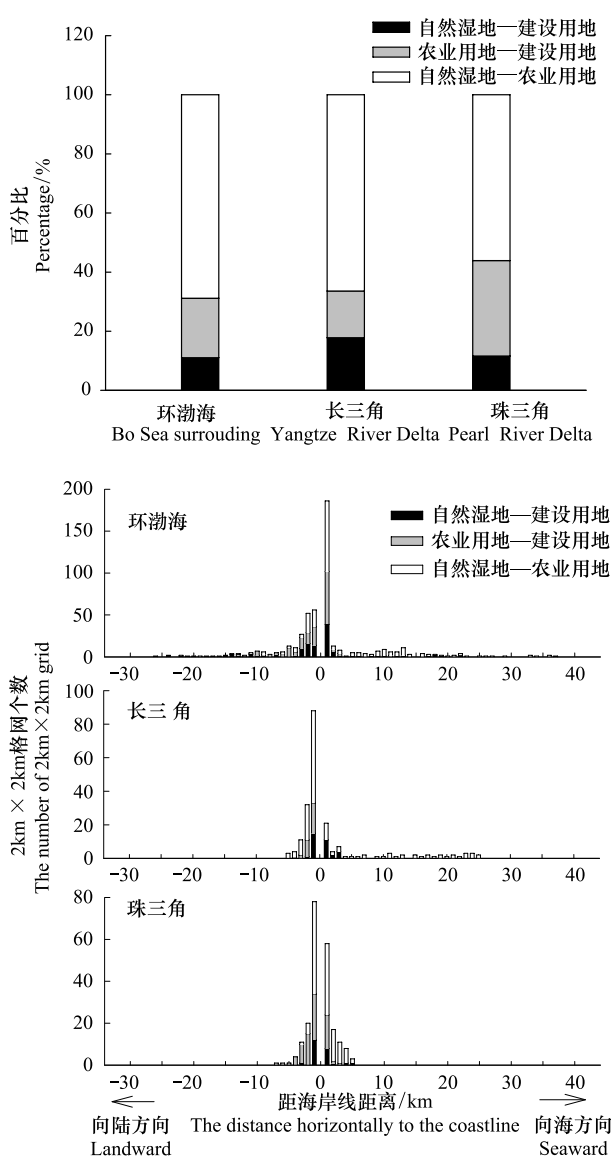 自然湿地—建设用地
农业用地—建设用地
自然湿地—农业用地
120
100
80
60
40
20
0
百分比
Percentage/%
环渤海 长三角 珠三角
Bo Sea surrouding Yangtze River Delta Pearl River Delta
200
150
100
50
0
环渤海
自然湿地—建设用地
农业用地—建设用地
自然湿地—农业用地
−30 −20 −10 0 10 20 30 40
100
80
60
40
20
0
长三 角
−30 −20 −10 0 10 20 30 40
2km × 2km格网个数
The number of 2km×2km grid
80
60
40
20
0
珠三角
−30 −20 −10 0 10 20 30 40
距海岸线距离/km
向陆方向 The distance horizontally to the coastline 向海方向
Landward Seaward